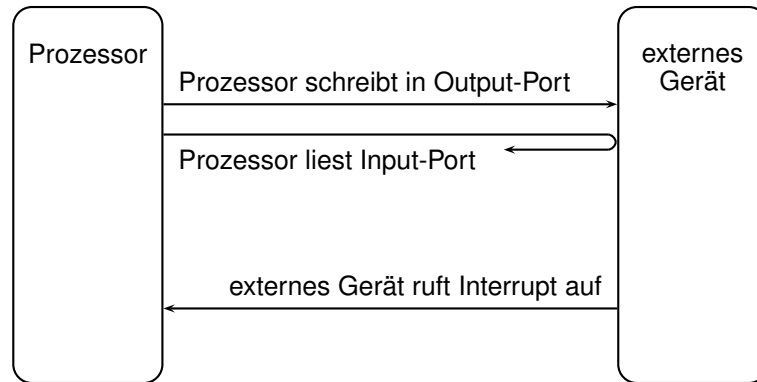 Prozessor
externes
Gerät
Prozessor schreibt in Output-Port
Prozessor liest Input-Port
externes Gerät ruft Interrupt auf